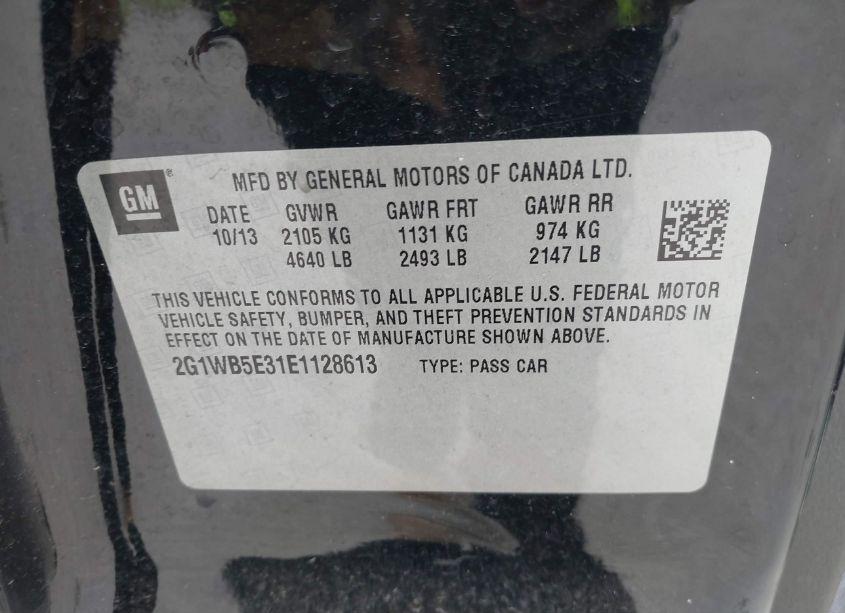 GM®
MFD BY GENERAL MOTORS OF CANADA LTD.
DATE GVWR GAWR FRT GAWR RR
10/13 2105 KG 1131 KG 974 KG
4640 LB 2493 LB 2147 LB
THIS VEHICLE CONFORMS TO ALL APPLICABLE U.S. FEDERAL MOTOR
VEHICLE SAFETY, BUMPER, AND THEFT PREVENTION STANDARDS IN
EFFECT ON THE DATE OF MANUFACTURE SHOWN ABOVE.
2G1WB5E31E1128613 TYPE: PASS CAR